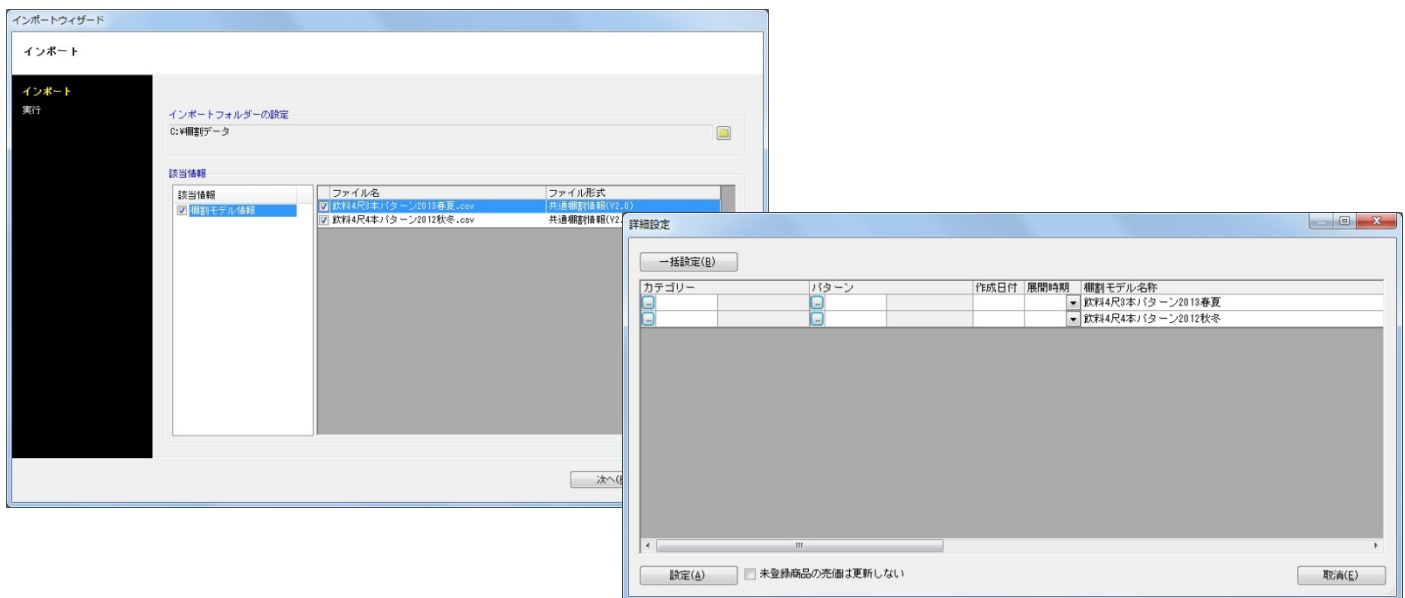 インポートウィザード
インポート
インポート
実行
インポートフォルダーの設定
C:¥棚割データ
該当情報
該当情報
棚割モデル情報
ファイル名 ファイル形式
飲料4尺3本パターン2013春夏.csv 共通棚割情報(V2.0)
飲料4尺4本パターン2012秋冬.csv 共通棚割情報(V2.
次へ(
詳細設定
一括設定(B)
カテゴリー パターン 作成日付 展開時期 棚割モデル名称
飲料4尺3本パターン2013春夏
飲料4尺4本パターン2012秋冬
設定(A) 未登録商品の売価は更新しない 取消(E)